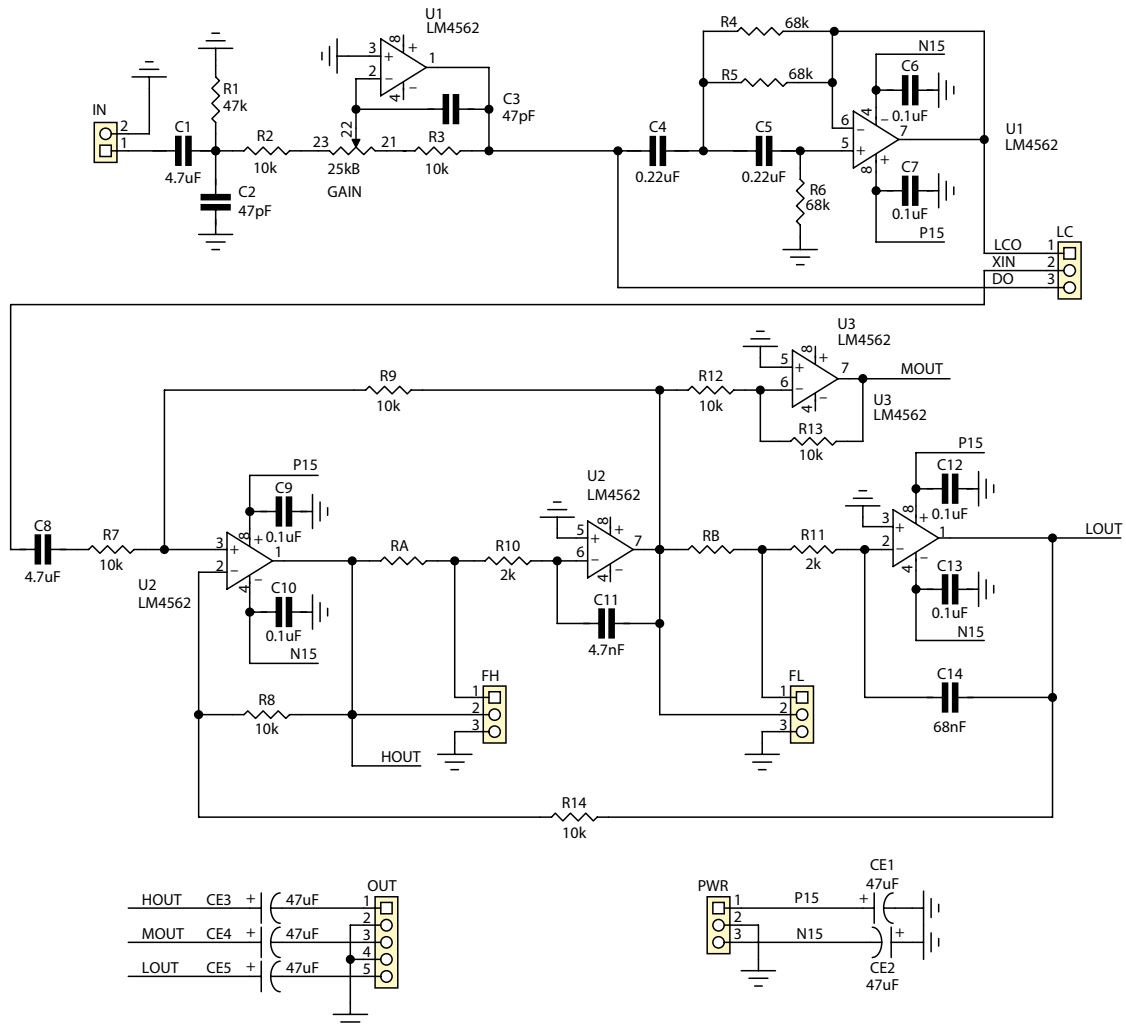 U1
LM4562
R4
68k
N15
R5
68k
C6
0.1uF
IN
2
1
R1
47k
3
2
8
+
1
+
−
4
−
C3
47pF
C1
4.7uF
R2
10k
23
22
21
25kB
GAIN
R3
10k
C2
47pF
C4
0.22uF
C5
0.22uF
R6
68k
6
5
4
−
−
+
7
8
+
U1
LM4562
C7
0.1uF
P15
LC
LCO
1
XIN
2
DO
3
U3
LM4562
R9
10k
R12
10k
5
6
8
+
+
−
4
−
7
MOUT
U3
LM4562
R13
10k
P15
C9
0.1uF
C8
4.7uF
R7
10k
3
2
8
+
+
−
4
−
1
U2
LM4562
C10
0.1uF
N15
RA
R10
2k
U2
LM4562
5
6
8
+
+
−
4
−
7
C11
4.7nF
RB
R11
2k
P15
C12
0.1uF
3
2
8
+
+
−
4
−
1
LOUT
C13
0.1uF
N15
C14
68nF
R8
10k
HOUT
FH
1
2
3
FL
1
2
3
R14
10k
HOUT CE3 + 47uF
MOUT CE4 + 47uF
LOUT CE5 + 47uF
OUT
1
2
3
4
5
PWR
1
2
3
P15
N15
CE1
47uF
+
+
CE2
47uF